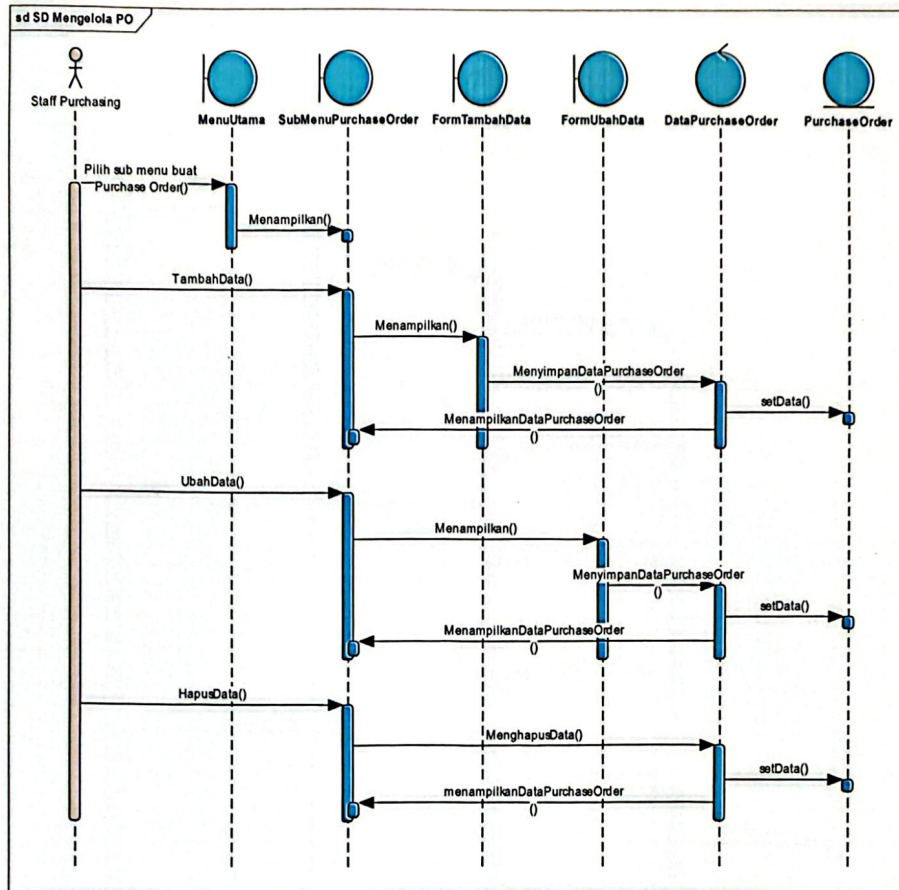 sd SD Mengelola PO
Staff Purchasing
MenuUtama
SubMenuPurchaseOrder
FormTambahData
FormUbahData
DataPurchaseOrder
PurchaseOrder
Pilih sub menu buat
Purchase Order()
Menampilkan()
TambahData()
Menampilkan()
MenyimpanDataPurchaseOrder
()
setData()
MenampilkanDataPurchaseOrder
()
UbahData()
Menampilkan()
MenyimpanDataPurchaseOrder
()
setData()
MenampilkanDataPurchaseOrder
()
HapusData()
MenghapusData()
setData()
menampilkanDataPurchaseOrder
()